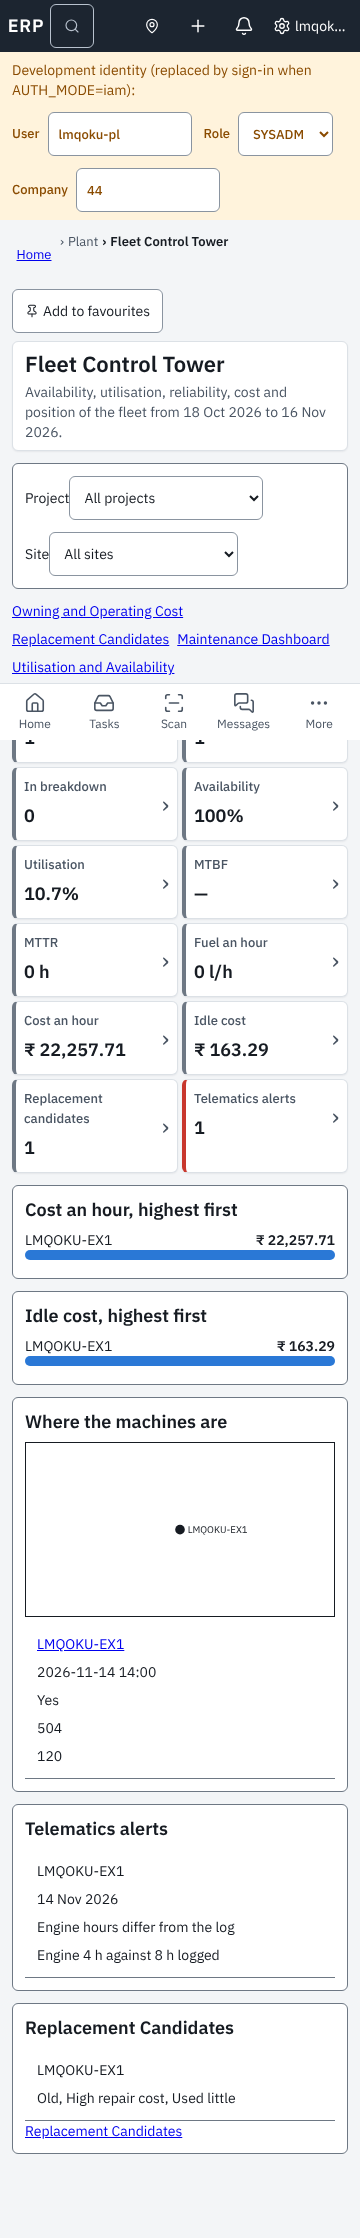 ERP
lmqok...
Development identity (replaced by sign-in when
AUTH_MODE=iam):
User lmqoku-pl Role SYSADM
Company 44
Home › Plant › Fleet Control Tower
Add to favourites
Fleet Control Tower
Availability, utilisation, reliability, cost and
position of the fleet from 18 Oct 2026 to 16 Nov
2026.
Project All projects
Site All sites
Owning and Operating Cost
Replacement Candidates Maintenance Dashboard
Utilisation and Availability
Home Tasks Scan Messages More
In breakdown
0
Availability
100%
Utilisation
10.7%
MTBF
—
MTTR
0 h
Fuel an hour
0 l/h
Cost an hour
₹ 22,257.71
Idle cost
₹ 163.29
Replacement
candidates
1
Telematics alerts
1
Cost an hour, highest first
LMQOKU-EX1 ₹ 22,257.71
Idle cost, highest first
LMQOKU-EX1 ₹ 163.29
Where the machines are
LMQOKU-EX1
LMQOKU-EX1
2026-11-14 14:00
Yes
504
120
Telematics alerts
LMQOKU-EX1
14 Nov 2026
Engine hours differ from the log
Engine 4 h against 8 h logged
Replacement Candidates
LMQOKU-EX1
Old, High repair cost, Used little
Replacement Candidates